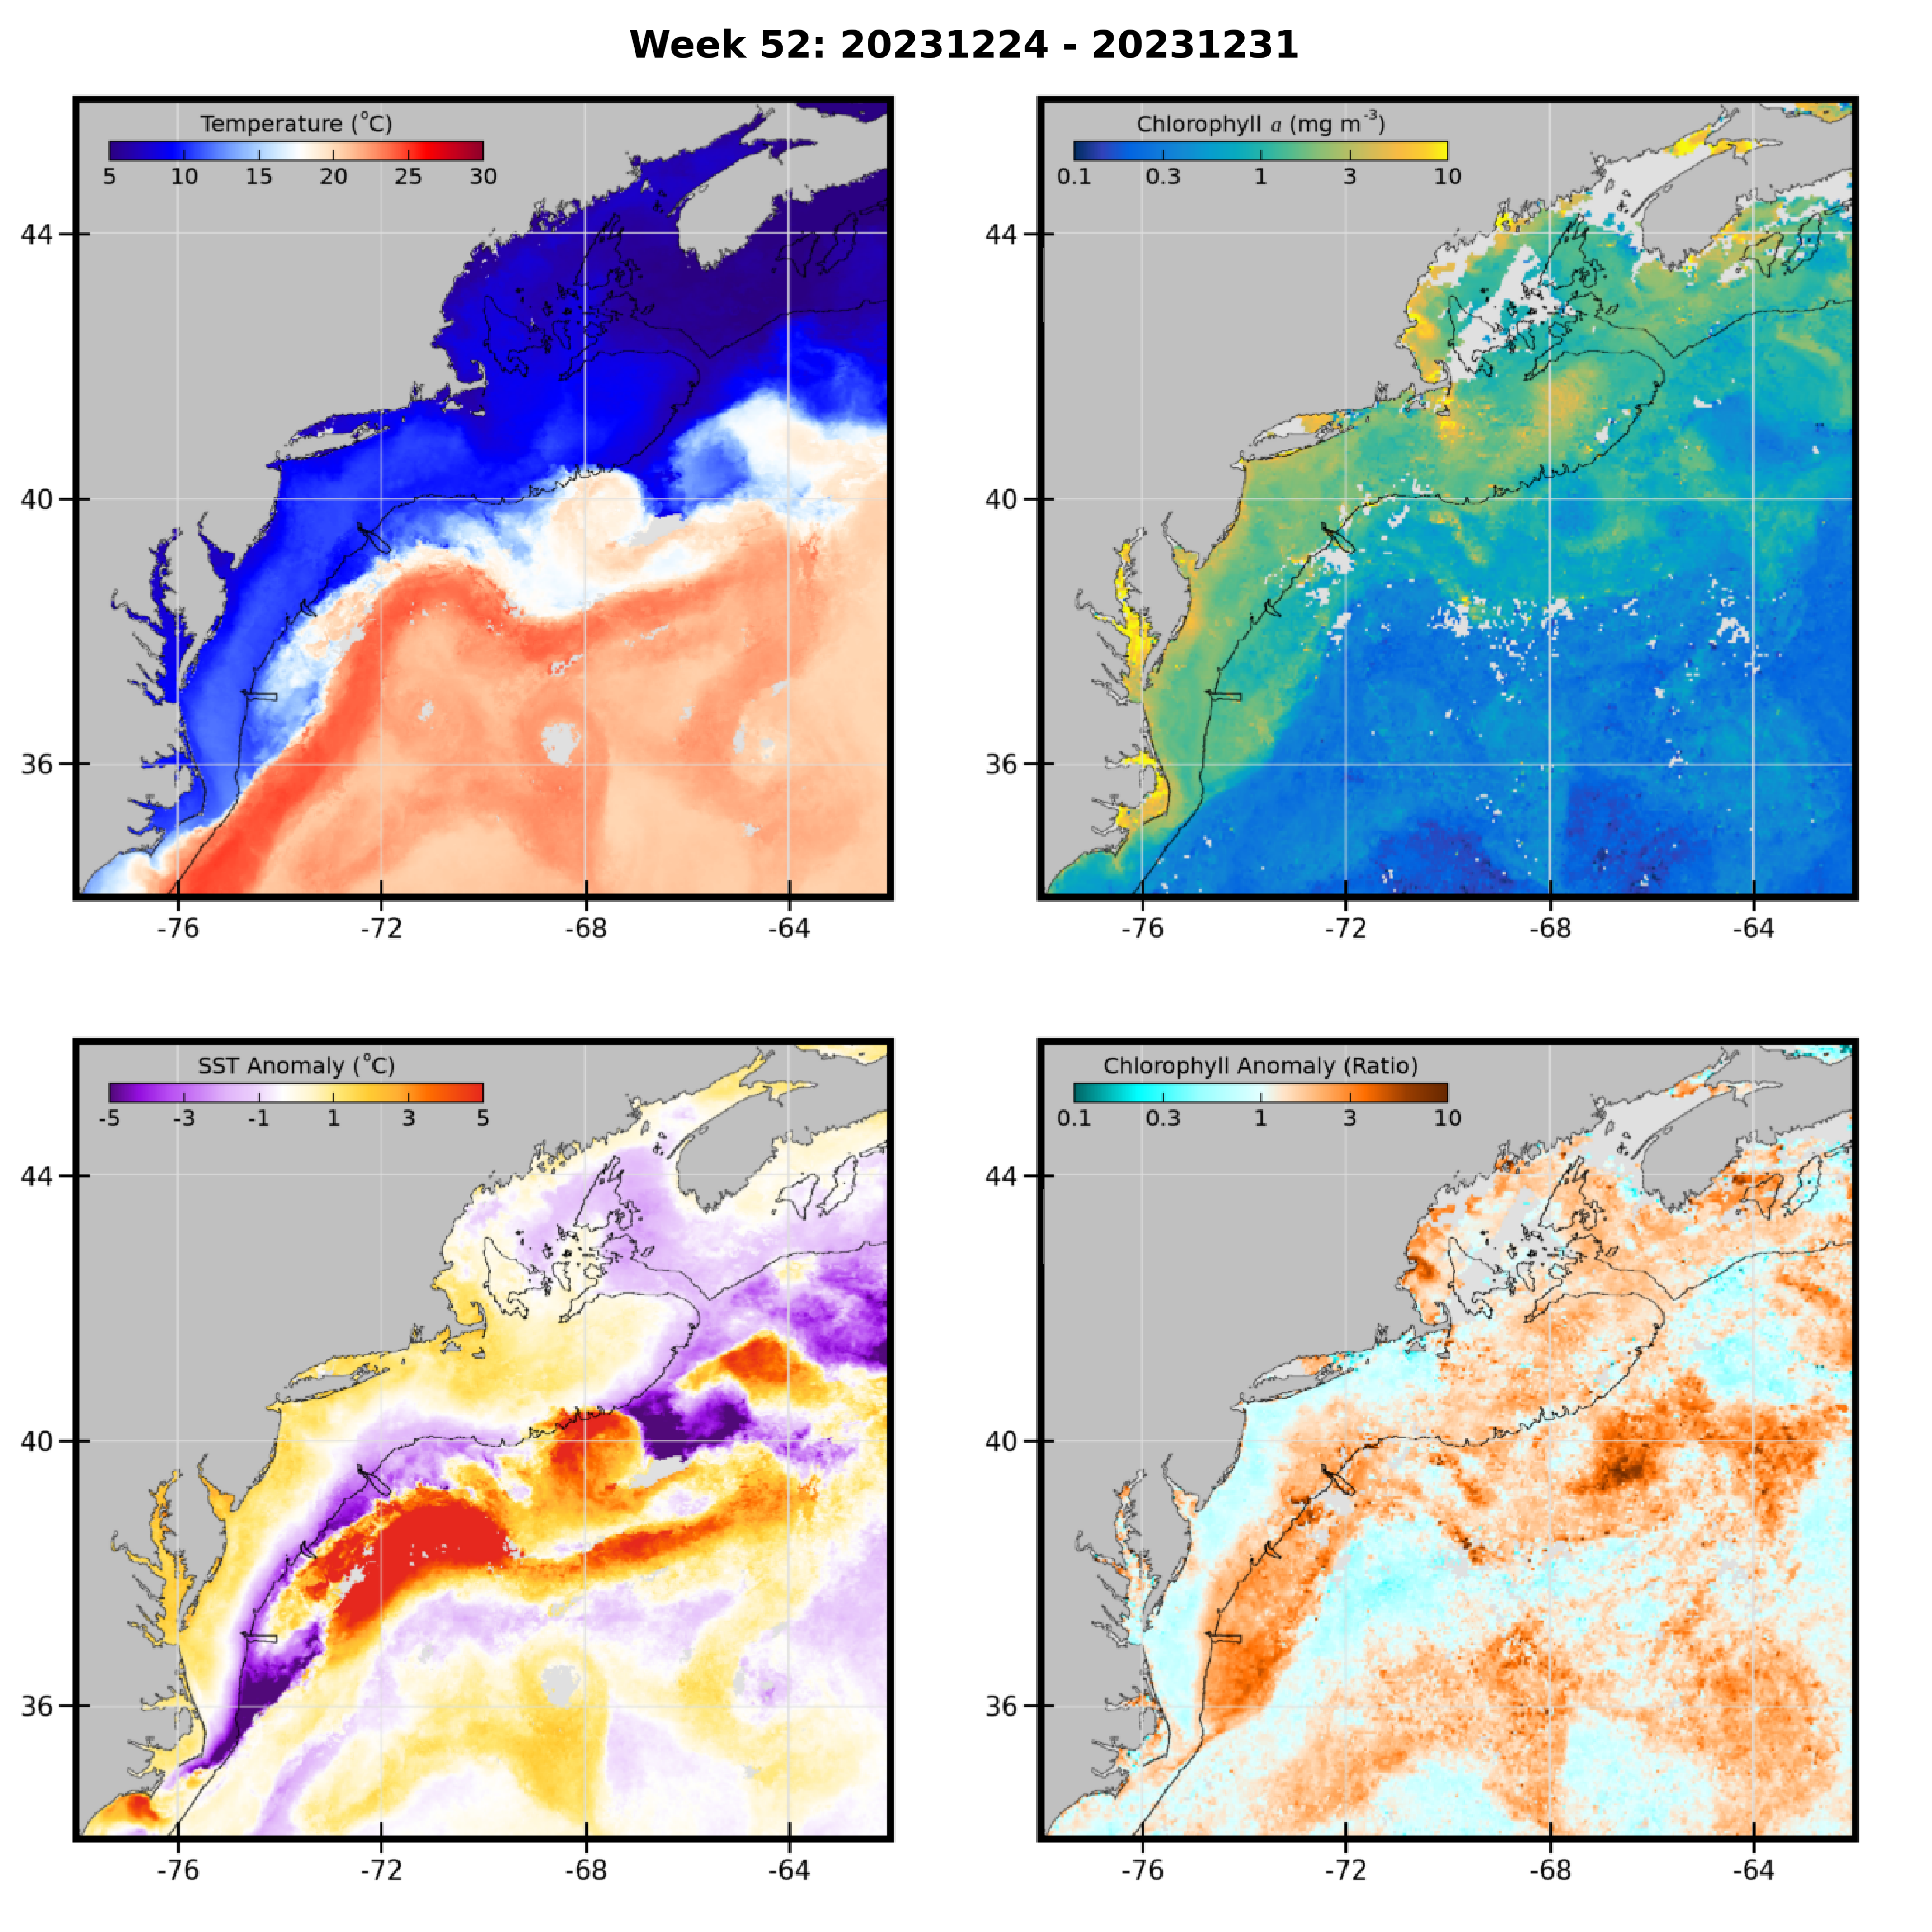 Week 52: 20231224 - 20231231
Temperature (°C)
5 10 15 20 25 30
44
40
36
-76 -72 -68 -64
Chlorophyll a (mg m⁻³)
0.1 0.3 1 3 10
44
40
36
-76 -72 -68 -64
SST Anomaly (°C)
-5 -3 -1 1 3 5
44
40
36
-76 -72 -68 -64
Chlorophyll Anomaly (Ratio)
0.1 0.3 1 3 10
44
40
36
-76 -72 -68 -64